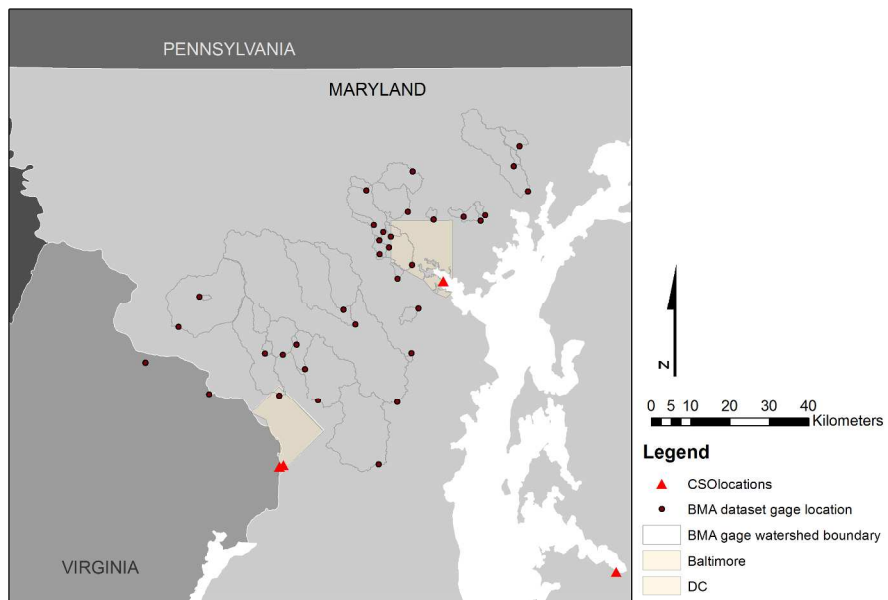 PENNSYLVANIA
MARYLAND
VIRGINIA
N
0 5 10 20 30 40
Kilometers
Legend
CSOlocations
BMA dataset gage location
BMA gage watershed boundary
Baltimore
DC